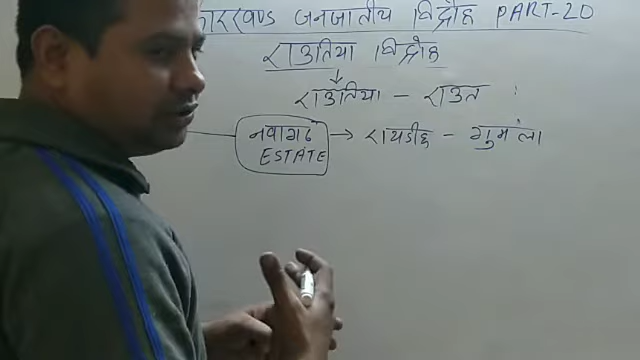 झारखण्ड जनजातीय विद्रोह PART-20
राउतिया विद्रोह
राउतिया - राउत :
नवागढ़ → रायडीह - गुमला
ESTATE